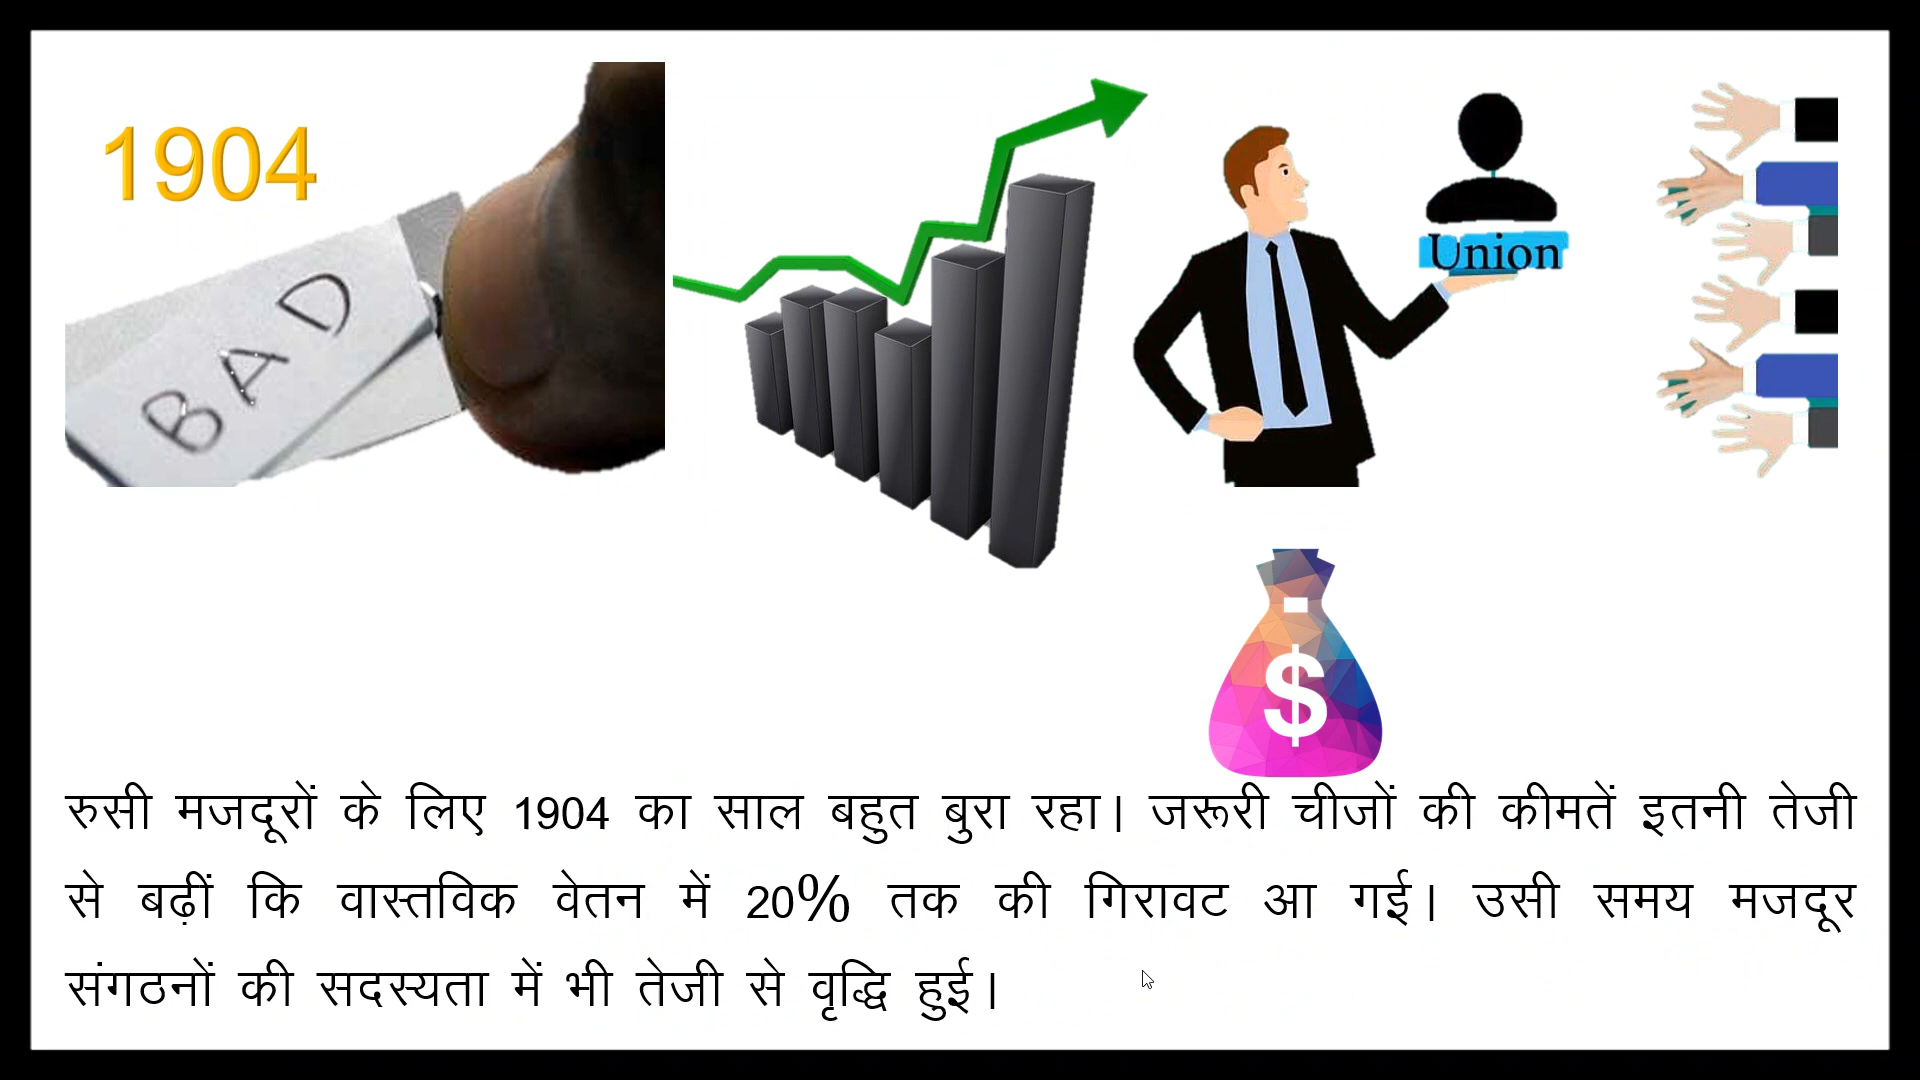 1904
BAD
Union
$
रुसी मजदूरों के लिए 1904 का साल बहुत बुरा रहा। जरूरी चीजों की कीमतें इतनी तेजी
से बढ़ीं कि वास्तविक वेतन में 20% तक की गिरावट आ गई। उसी समय मजदूर
संगठनों की सदस्यता में भी तेजी से वृद्धि हुई।